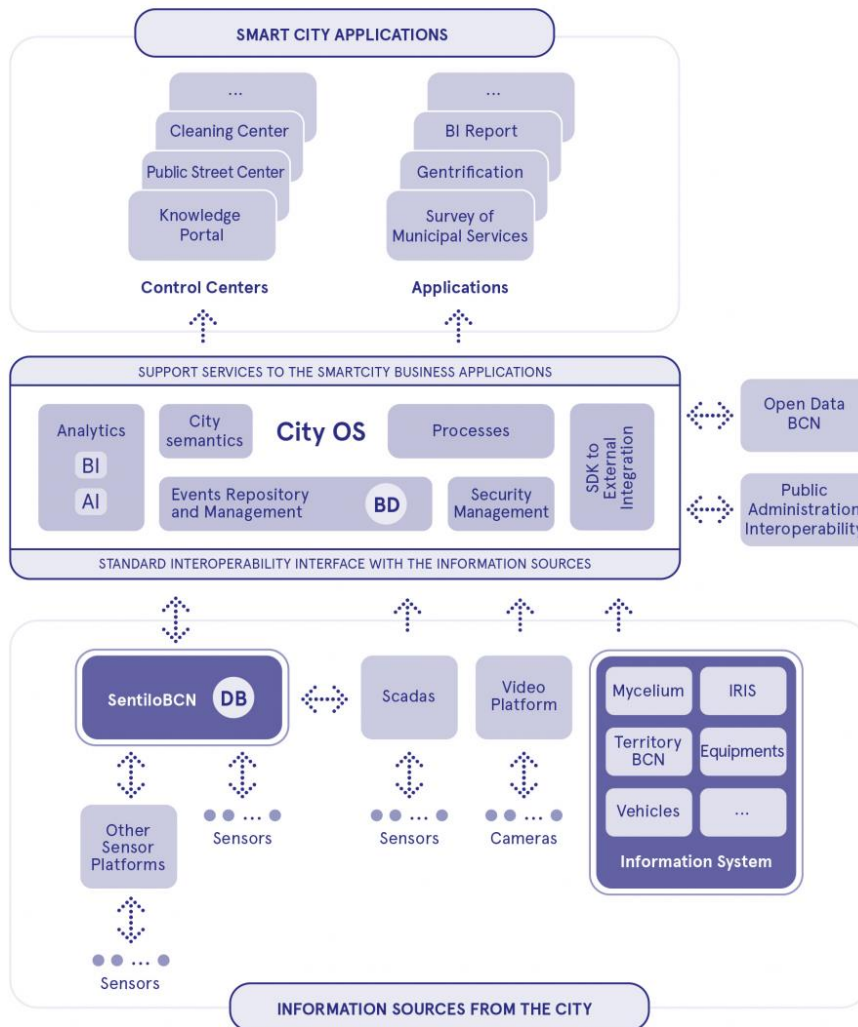 SMART CITY APPLICATIONS
...
Cleaning Center
Public Street Center
Knowledge
Portal
Control Centers
...
BI Report
Gentrification
Survey of
Municipal Services
Applications
SUPPORT SERVICES TO THE SMARTCITY BUSINESS APPLICATIONS
Analytics
BI
AI
City
semantics
City OS
Processes
Events Repository
and Management
BD
Security
Management
SDK to
External
Integration
STANDARD INTEROPERABILITY INTERFACE WITH THE INFORMATION SOURCES
Open Data
BCN
Public
Administration
Interoperability
SentiloBCN
DB
Scadas
Video
Platform
Mycelium
IRIS
Territory
BCN
Equipments
Vehicles
...
Information System
Other
Sensor
Platforms
...
Sensors
...
Sensors
...
Cameras
...
Sensors
INFORMATION SOURCES FROM THE CITY